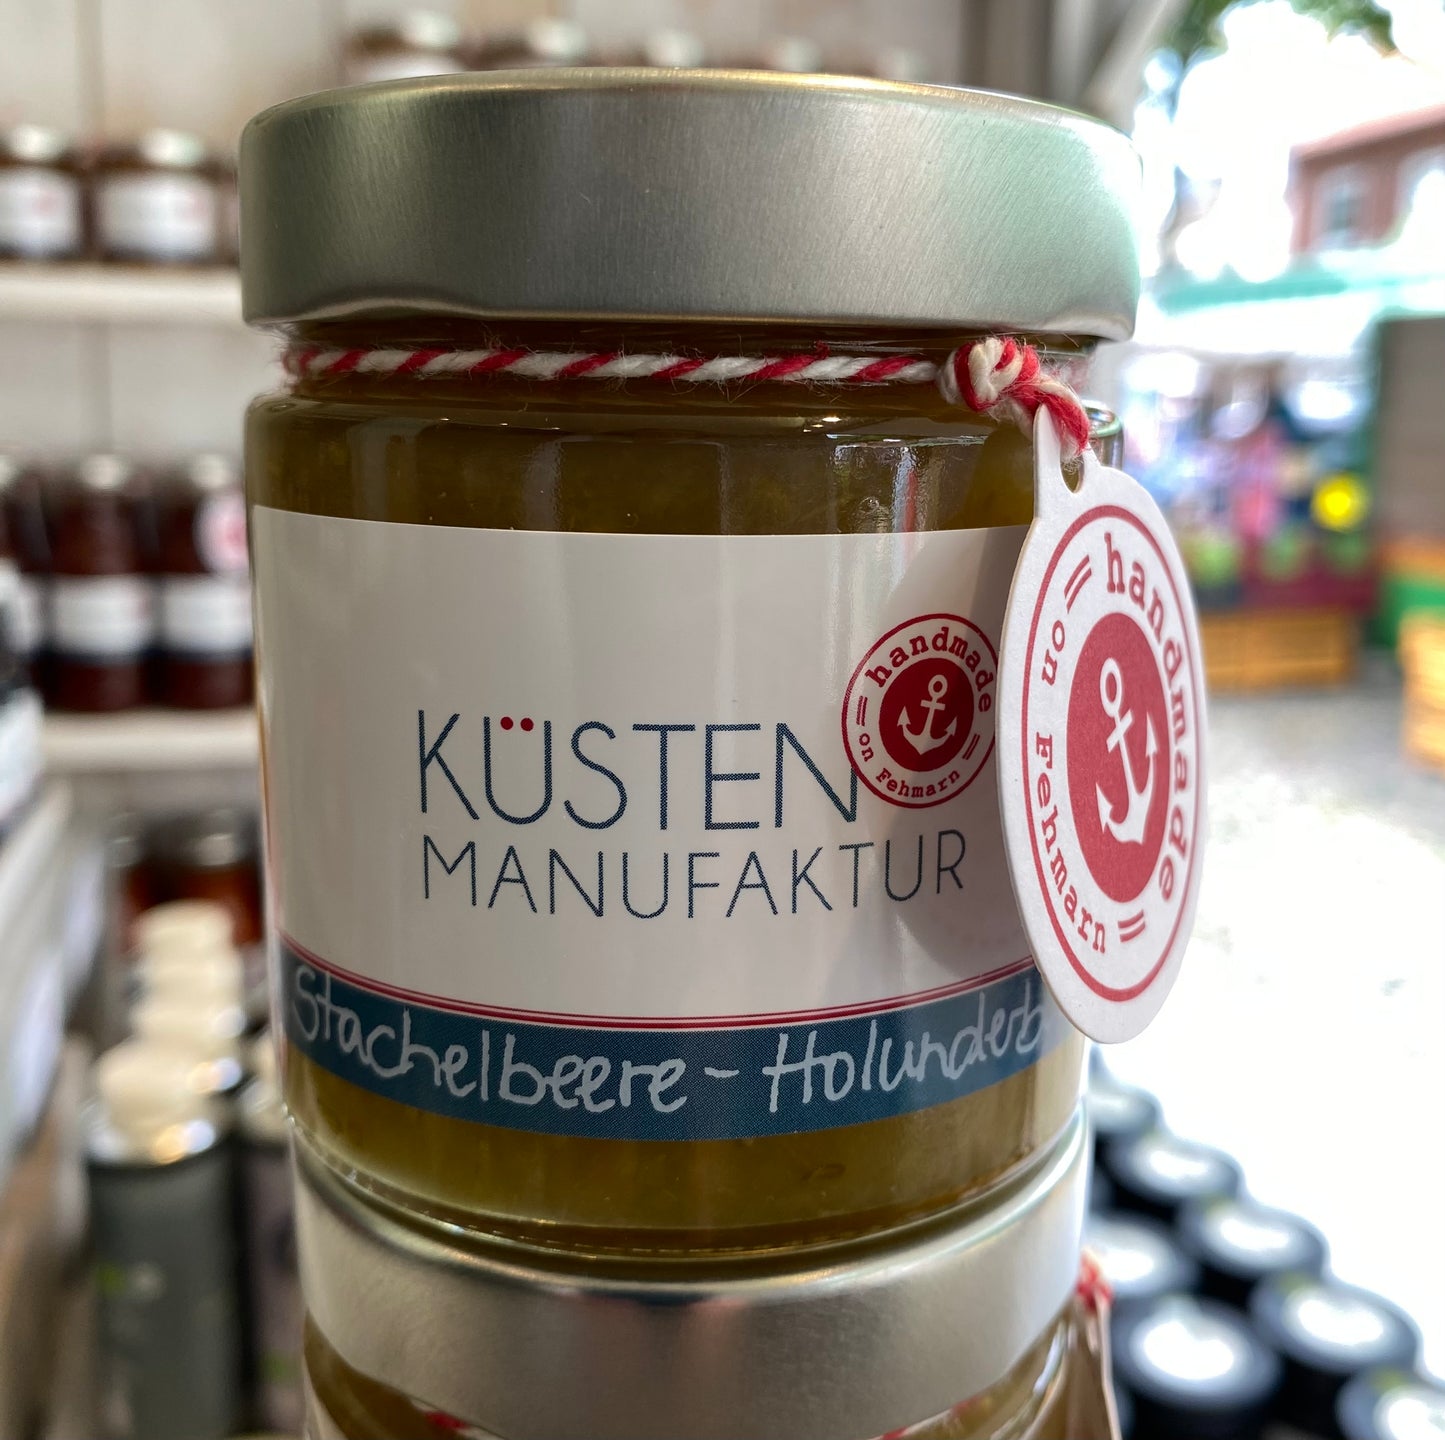 KÜSTEN
MANUFAKTUR
handmade
on Fehmarn
handmade
on Fehmarn
Stachelbeere - Holunderb